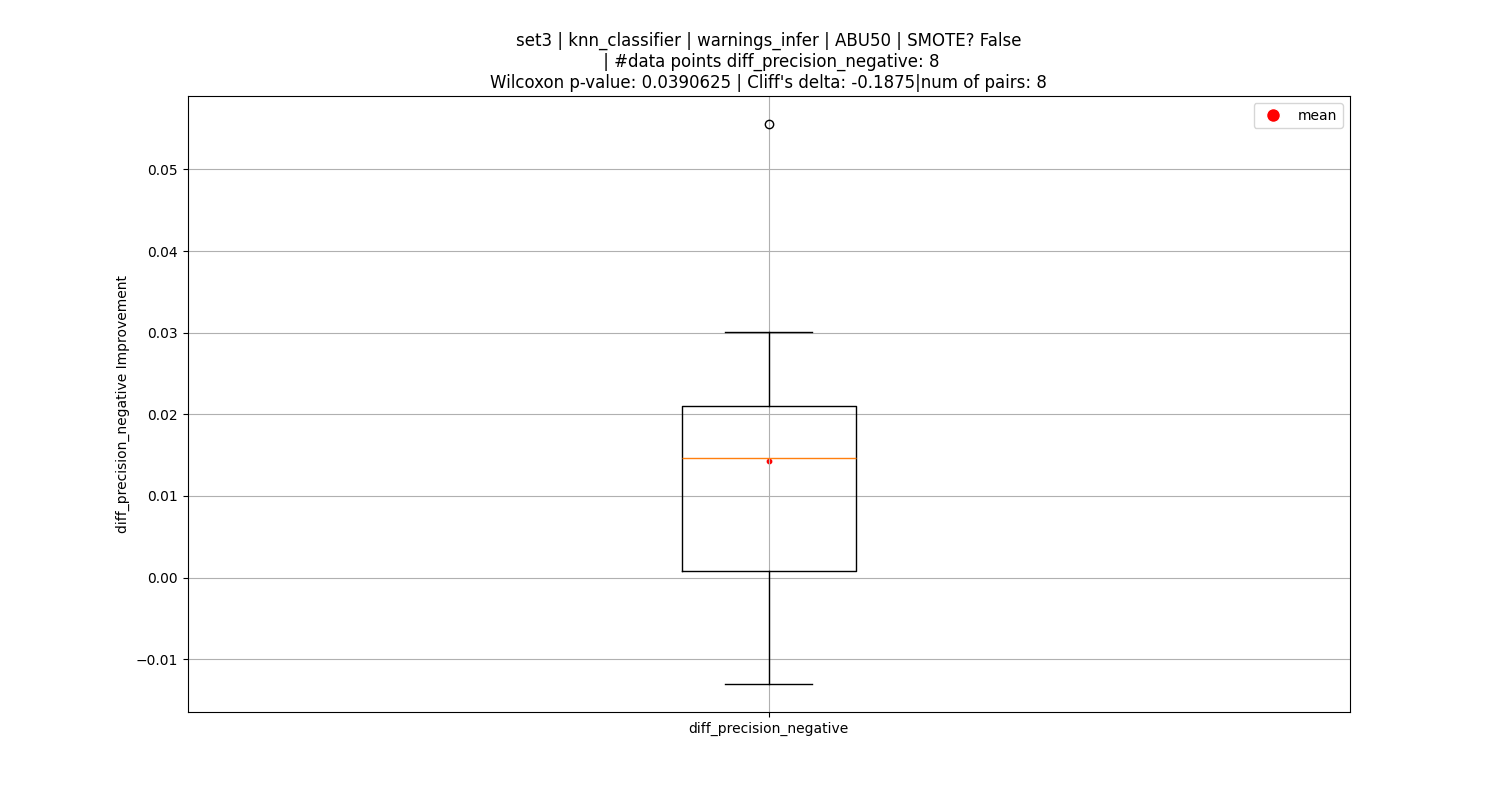 set3 | knn_classifier | warnings_infer | ABU50 | SMOTE? False
| #data points diff_precision_negative: 8
Wilcoxon p-value: 0.0390625 | Cliff's delta: -0.1875|num of pairs: 8
mean
0.05
0.04
0.03
0.02
0.01
0.00
−0.01
diff_precision_negative Improvement
diff_precision_negative